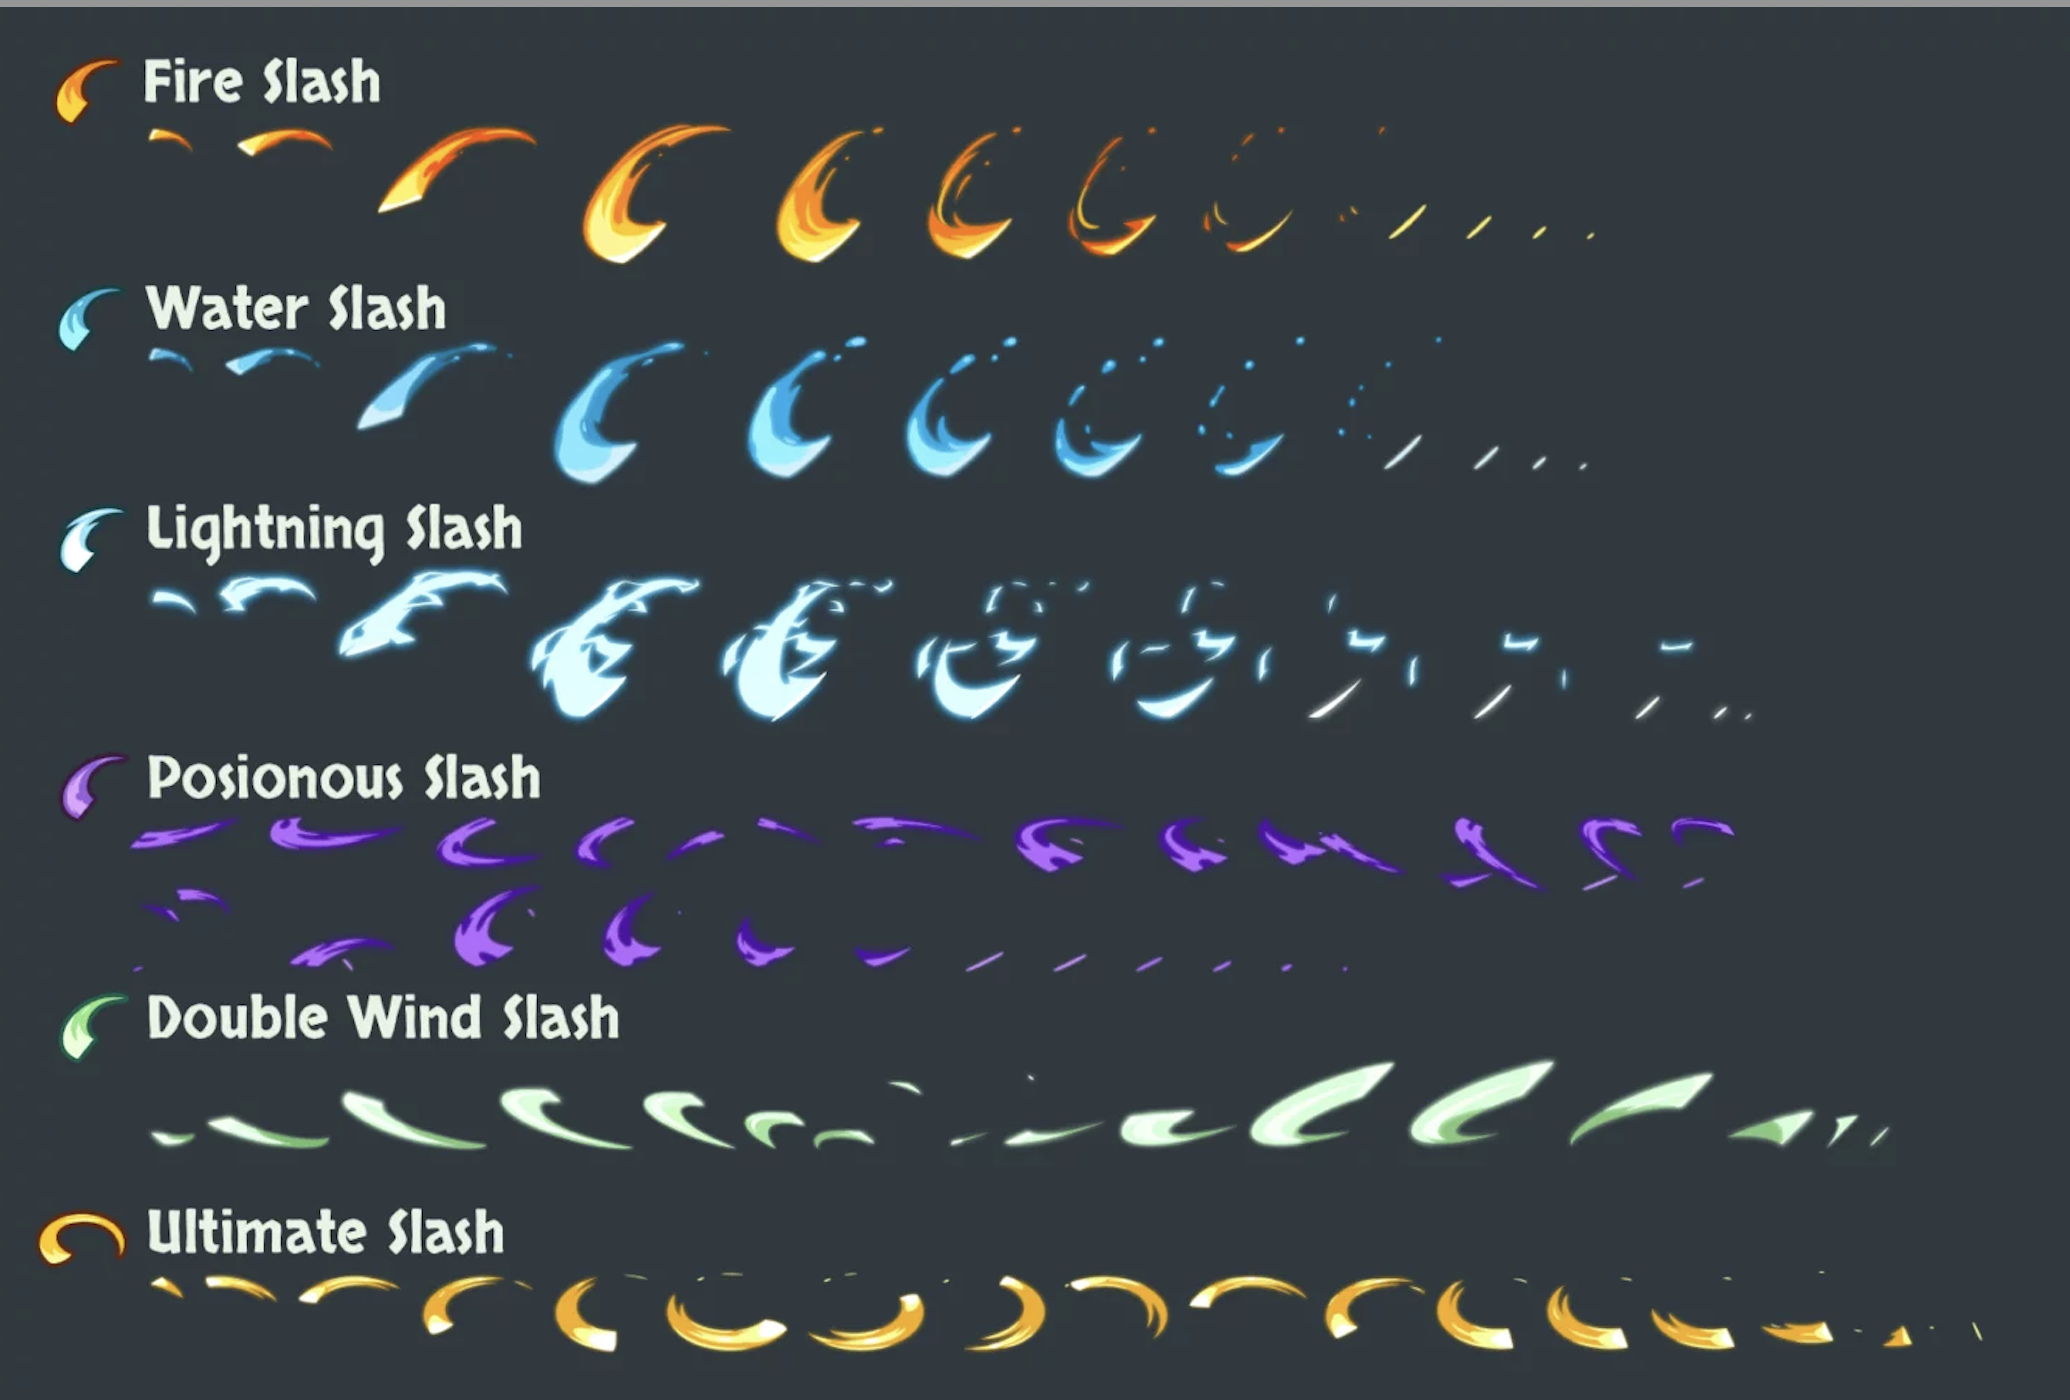 Fire Slash
Water Slash
Lightning Slash
Posionous Slash
Double Wind Slash
Ultimate Slash